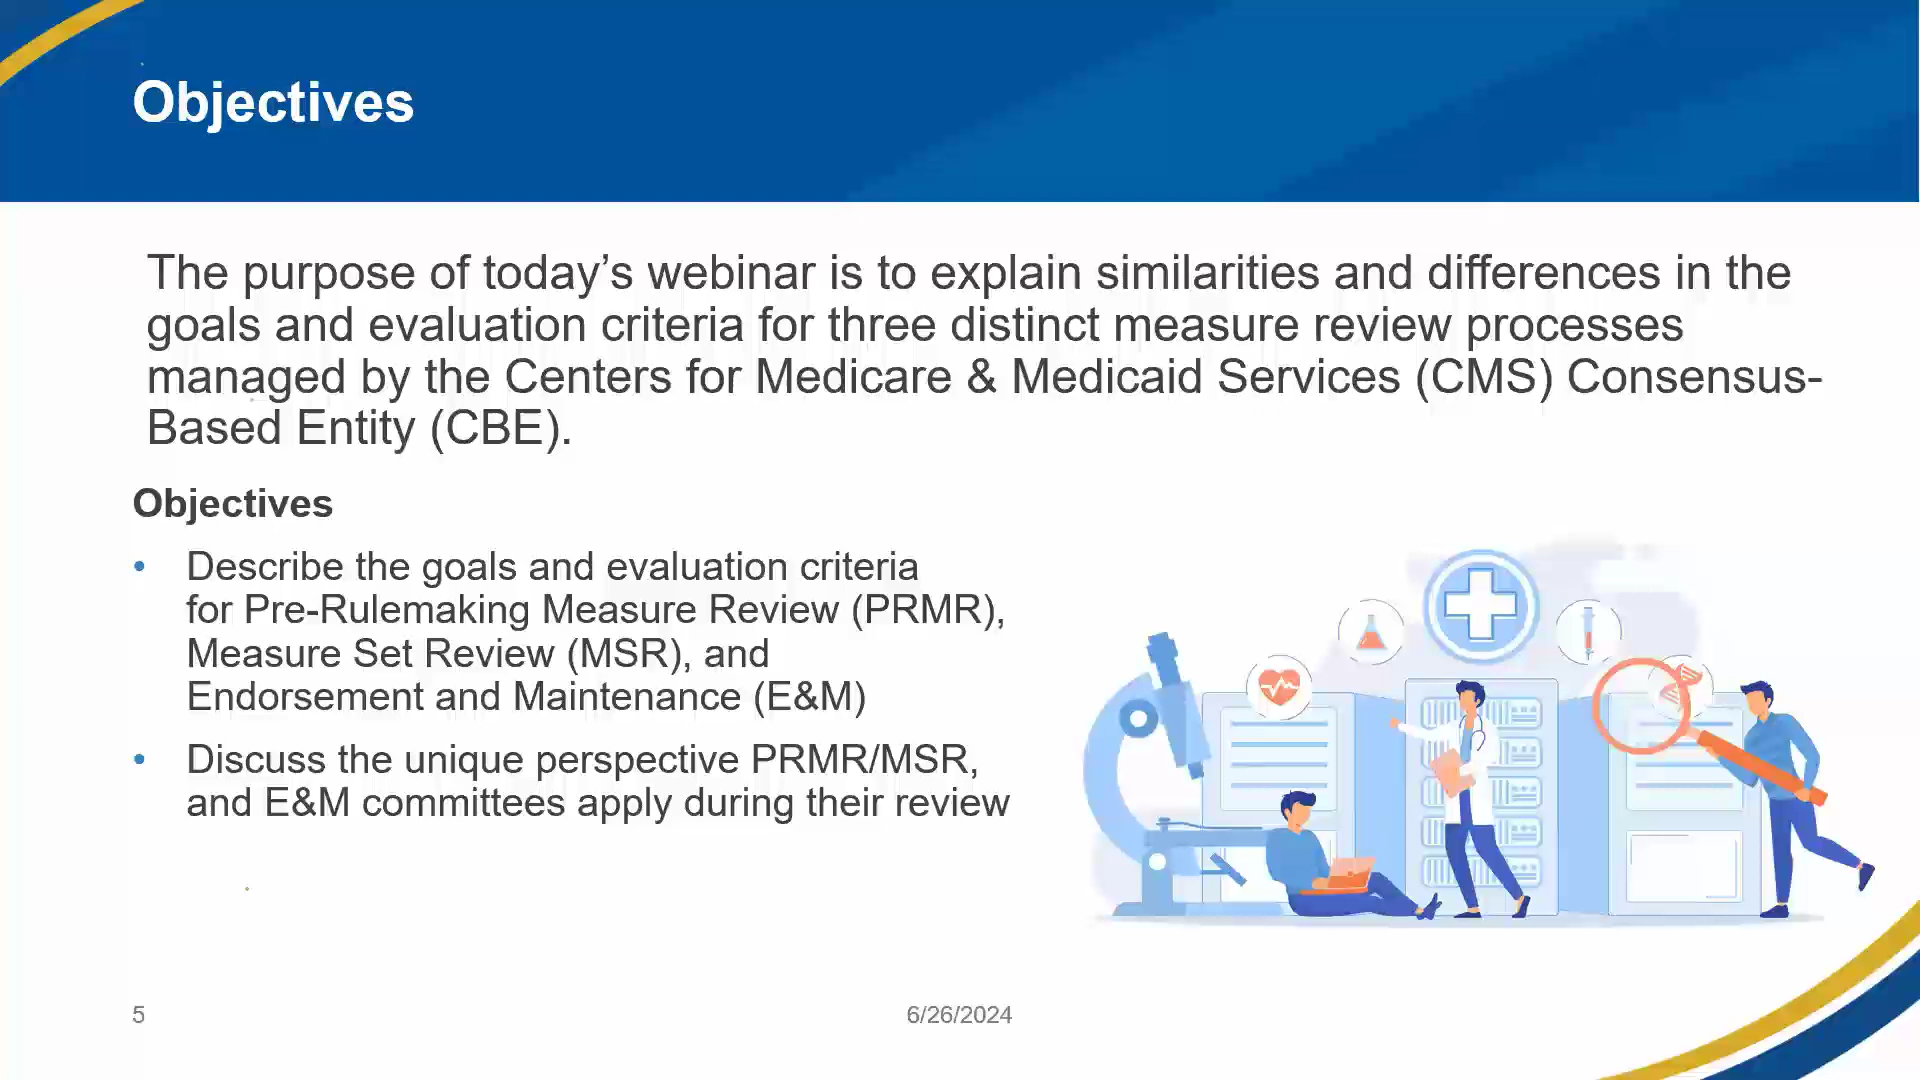 Objectives
The purpose of today’s webinar is to explain similarities and differences in the
goals and evaluation criteria for three distinct measure review processes
managed by the Centers for Medicare & Medicaid Services (CMS) Consensus-
Based Entity (CBE).
Objectives
• Describe the goals and evaluation criteria
for Pre-Rulemaking Measure Review (PRMR),
Measure Set Review (MSR), and
Endorsement and Maintenance (E&M)
• Discuss the unique perspective PRMR/MSR,
and E&M committees apply during their review
5
6/26/2024